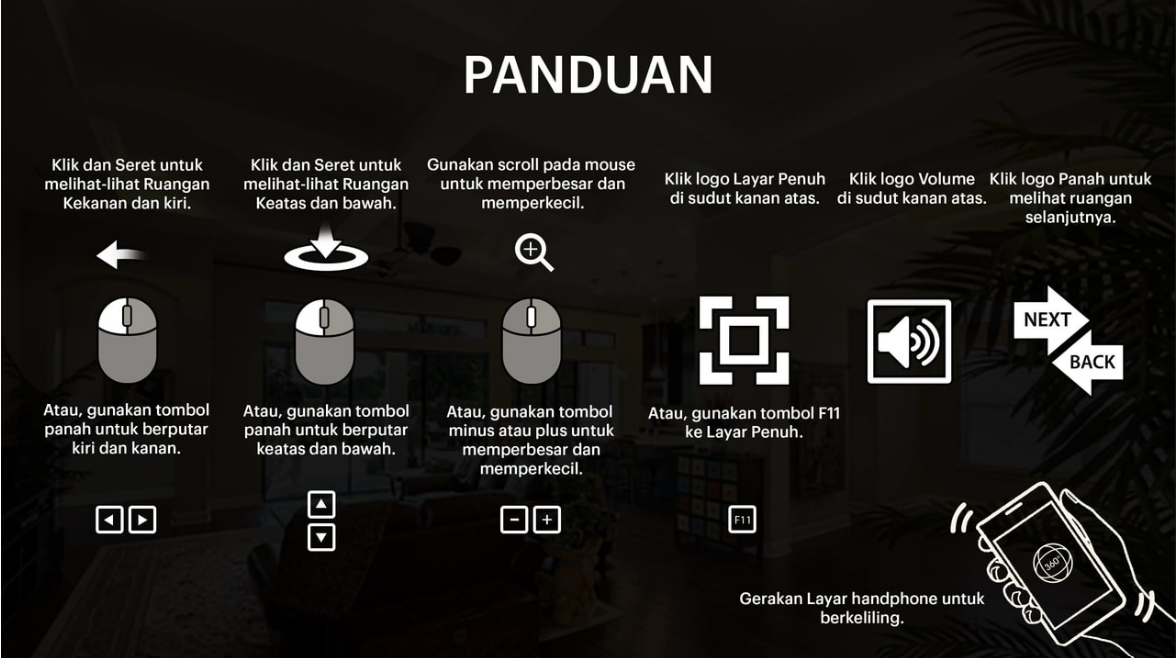 PANDUAN
Klik dan Seret untuk
melihat-lihat Ruangan
Kekanan dan kiri.
Klik dan Seret untuk
melihat-lihat Ruangan
Keatas dan bawah.
Gunakan scroll pada mouse
untuk memperbesar dan
memperkecil.
Klik logo Layar Penuh
di sudut kanan atas.
Klik logo Volume
di sudut kanan atas.
Klik logo Panah untuk
melihat ruangan
selanjutnya.
NEXT
BACK
Atau, gunakan tombol
panah untuk berputar
kiri dan kanan.
Atau, gunakan tombol
panah untuk berputar
keatas dan bawah.
Atau, gunakan tombol
minus atau plus untuk
memperbesar dan
memperkecil.
Atau, gunakan tombol F11
ke Layar Penuh.
F11
360°
Gerakan Layar handphone untuk
berkeliling.